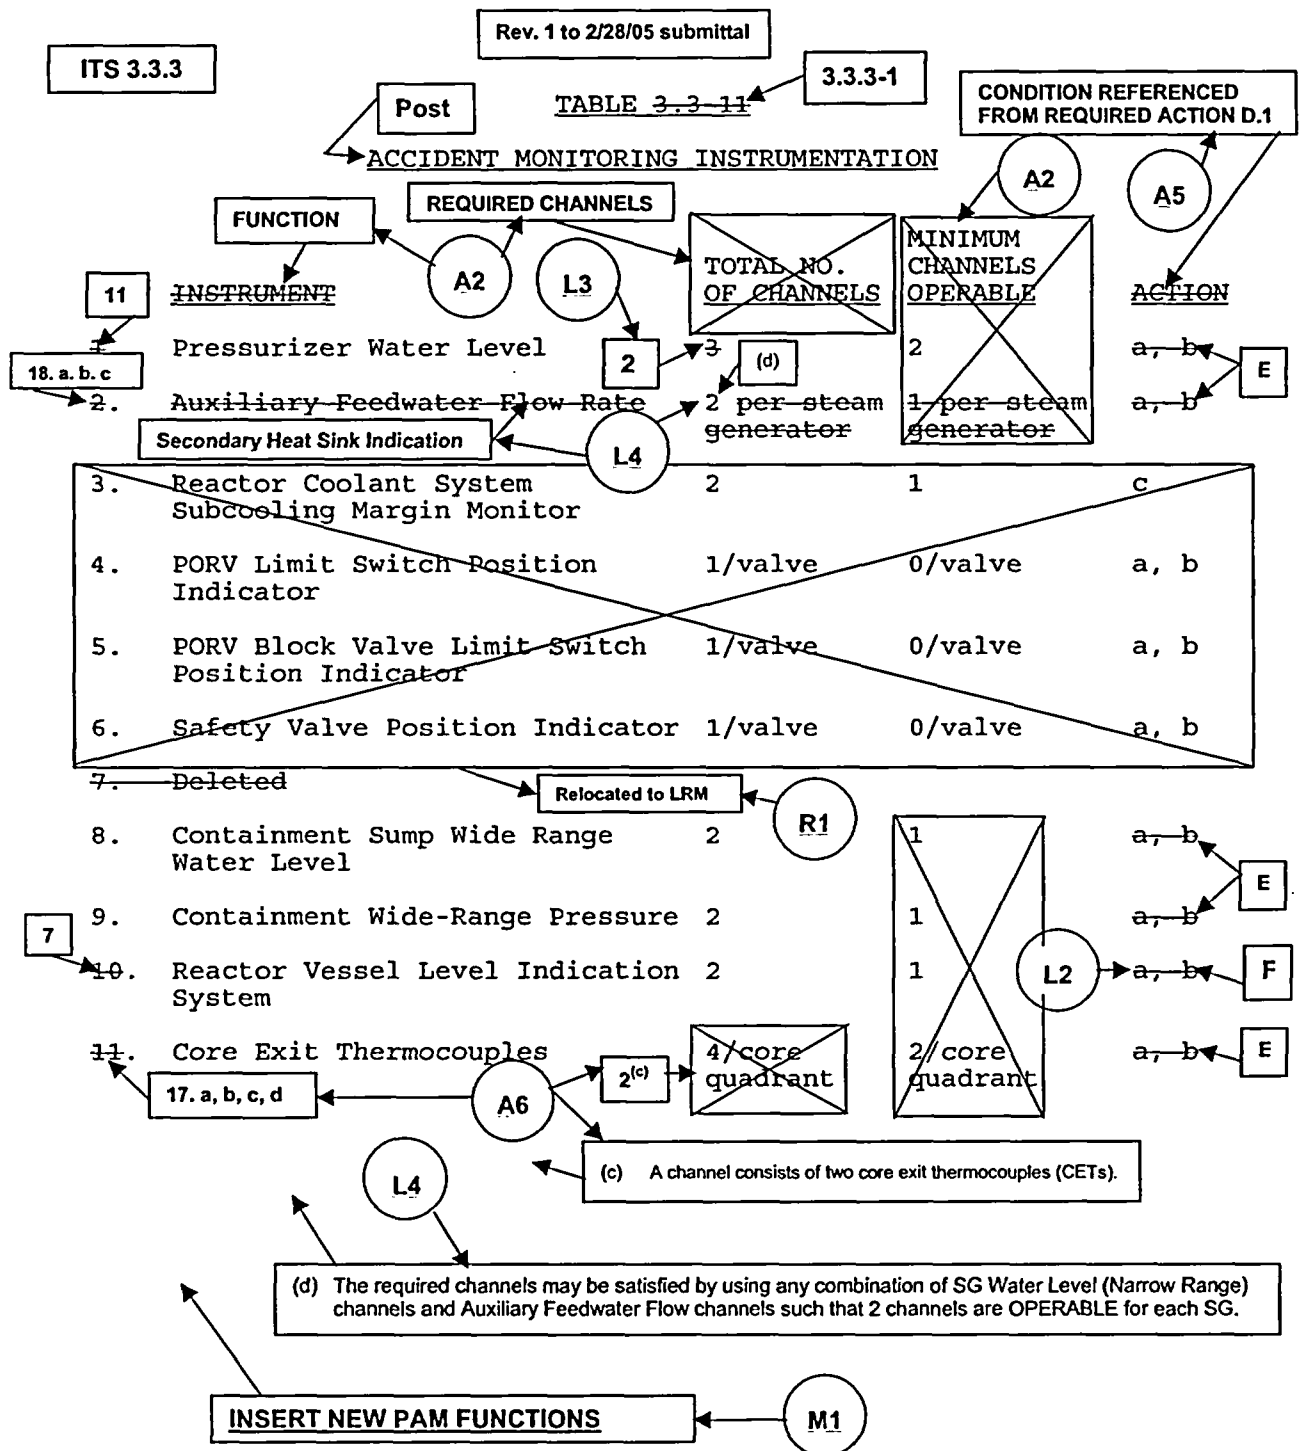 Rev. 1 to 2/28/05 submittal
ITS 3.3.3
3.3.3-1
CONDITION REFERENCED
FROM REQUIRED ACTION D.1
Post
TABLE 3.3-11
ACCIDENT MONITORING INSTRUMENTATION
A2
A5
REQUIRED CHANNELS
FUNCTION
A2
L3
TOTAL NO.
OF CHANNELS
MINIMUM
CHANNELS
OPERABLE
11
INSTRUMENT
ACTION
1. Pressurizer Water Level 2 3 2 a, b
(d)
E
18. a. b. c
2. Auxiliary Feedwater Flow Rate 2 per steam 1 per steam a, b
generator generator
Secondary Heat Sink Indication
L4
3. Reactor Coolant System 2 1 c
Subcooling Margin Monitor
4. PORV Limit Switch Position 1/valve 0/valve a, b
Indicator
5. PORV Block Valve Limit Switch 1/valve 0/valve a, b
Position Indicator
6. Safety Valve Position Indicator 1/valve 0/valve a, b
7. Deleted
Relocated to LRM
R1
8. Containment Sump Wide Range 2 1 a, b
Water Level
E
9. Containment Wide-Range Pressure 2 1 a, b
7
10. Reactor Vessel Level Indication 2 1 L2 a, b F
System
11. Core Exit Thermocouples 4/core 2/core a, b E
quadrant quadrant
2(c)
17. a, b, c, d
A6
(c) A channel consists of two core exit thermocouples (CETs).
L4
(d) The required channels may be satisfied by using any combination of SG Water Level (Narrow Range)
channels and Auxiliary Feedwater Flow channels such that 2 channels are OPERABLE for each SG.
INSERT NEW PAM FUNCTIONS
M1